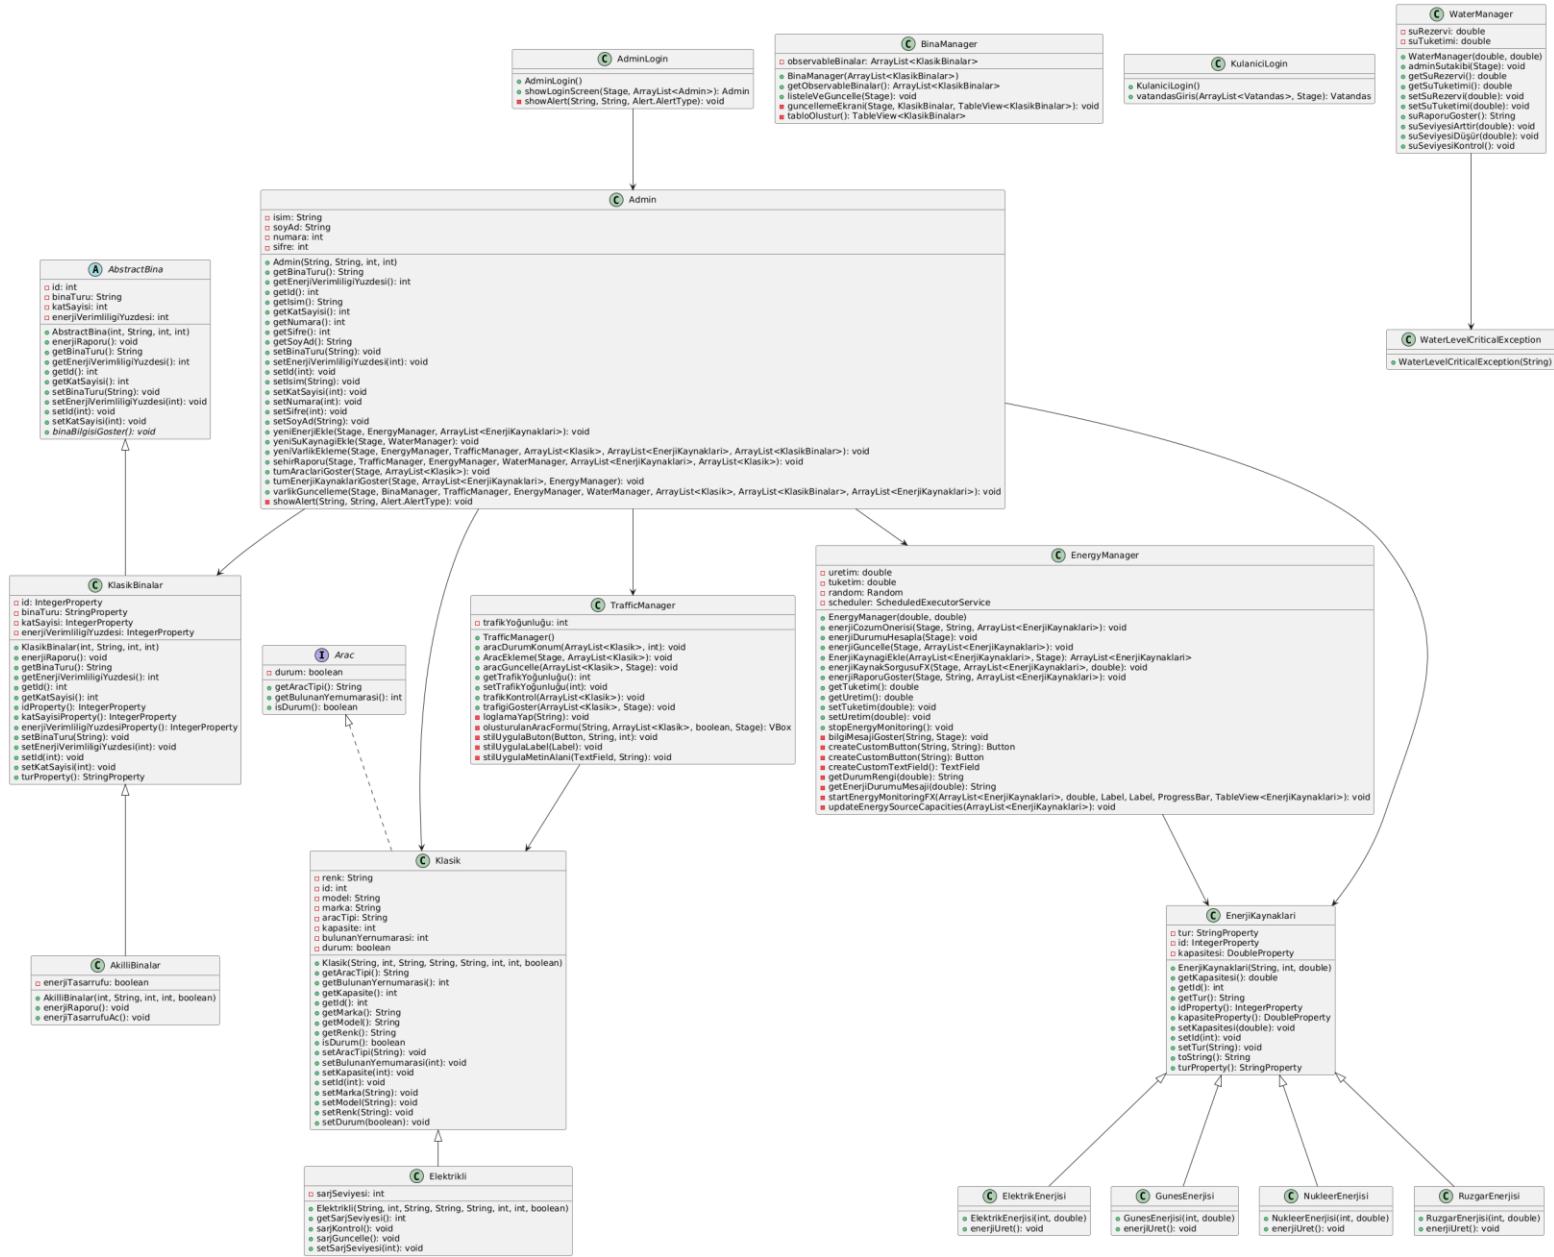 C AdminLogin
AdminLogin()
showLoginScreen(Stage, ArrayList<Admin>): Admin
showAlert(String, String, Alert.AlertType): void
C BinaManager
observableBinalar: ArrayList<KlasikBinalar>
BinaManager(ArrayList<KlasikBinalar>)
getObservableBinalar(): ArrayList<KlasikBinalar>
listeleVeGuncelle(Stage): void
guncellemeEkrani(Stage, KlasikBinalar, TableView<KlasikBinalar>): void
tabloOlustur(): TableView<KlasikBinalar>
C KulaniciLogin
KulaniciLogin()
vatandasGiris(ArrayList<Vatandas>, Stage): Vatandas
C WaterManager
suRezervi: double
suTuketimi: double
WaterManager(double, double)
adminSutakibi(Stage): void
getSuRezervi(): double
getSuTuketimi(): double
setSuRezervi(double): void
setSuTuketimi(double): void
suRaporuGoster(): String
suSeviyesiArttir(double): void
suSeviyesiDüşür(double): void
suSeviyesiKontrol(): void
C Admin
isim: String
soyAd: String
numara: int
sifre: int
Admin(String, String, int, int)
getBinaTuru(): String
getEnerjiVerimliligiYuzdesi(): int
getId(): int
getIsim(): String
getKatSayisi(): int
getNumara(): int
getSifre(): int
getSoyAd(): String
setBinaTuru(String): void
setEnerjiVerimliligiYuzdesi(int): void
setId(int): void
setIsim(String): void
setKatSayisi(int): void
setNumara(int): void
setSifre(int): void
setSoyAd(String): void
yeniEnerjiEkle(Stage, EnergyManager, ArrayList<EnerjiKaynaklari>): void
yeniSuKaynagiEkle(Stage, WaterManager): void
yeniVarlikEkleme(Stage, EnergyManager, TrafficManager, ArrayList<Klasik>, ArrayList<EnerjiKaynaklari>, ArrayList<KlasikBinalar>): void
sehirRaporu(Stage, TrafficManager, EnergyManager, WaterManager, ArrayList<EnerjiKaynaklari>, ArrayList<Klasik>): void
tumAraclariGoster(Stage, ArrayList<Klasik>): void
tumEnerjiKaynaklariGoster(Stage, ArrayList<EnerjiKaynaklari>, EnergyManager): void
varlikGuncelleme(Stage, BinaManager, TrafficManager, EnergyManager, WaterManager, ArrayList<Klasik>, ArrayList<KlasikBinalar>, ArrayList<EnerjiKaynaklari>): void
showAlert(String, String, Alert.AlertType): void
A AbstractBina
id: int
binaTuru: String
katSayisi: int
enerjiVerimliligiYuzdesi: int
AbstractBina(int, String, int, int)
enerjiRaporu(): void
getBinaTuru(): String
getEnerjiVerimliligiYuzdesi(): int
getId(): int
getKatSayisi(): int
setBinaTuru(String): void
setEnerjiVerimliligiYuzdesi(int): void
setId(int): void
setKatSayisi(int): void
binaBilgisiGoster(): void
C WaterLevelCriticalException
WaterLevelCriticalException(String)
C KlasikBinalar
id: IntegerProperty
binaTuru: StringProperty
katSayisi: IntegerProperty
enerjiVerimliligiYuzdesi: IntegerProperty
KlasikBinalar(int, String, int, int)
enerjiRaporu(): void
getBinaTuru(): String
getEnerjiVerimliligiYuzdesi(): int
getId(): int
getKatSayisi(): int
idProperty(): IntegerProperty
katSayisiProperty(): IntegerProperty
enerjiVerimliligiYuzdesiProperty(): IntegerProperty
setBinaTuru(String): void
setEnerjiVerimliligiYuzdesi(int): void
setId(int): void
setKatSayisi(int): void
turProperty(): StringProperty
I Arac
durum: boolean
getAracTipi(): String
getBulunanYernumarasi(): int
isDurum(): boolean
C TrafficManager
trafikYoğunluğu: int
TrafficManager()
aracDurumKonum(ArrayList<Klasik>, int): void
AracEkleme(Stage, ArrayList<Klasik>): void
aracGuncelle(ArrayList<Klasik>, Stage): void
getTrafikYoğunluğu(): int
setTrafikYoğunluğu(int): void
trafikKontrol(ArrayList<Klasik>): void
trafigiGoster(ArrayList<Klasik>, Stage): void
loglamaYap(String): void
olusturulanAracFormu(String, ArrayList<Klasik>, boolean, Stage): VBox
stilUygulaButon(Button, String, int): void
stilUygulaLabel(Label): void
stilUygulaMetinAlani(TextField, String): void
C EnergyManager
uretim: double
tuketim: double
random: Random
scheduler: ScheduledExecutorService
EnergyManager(double, double)
enerjiCozumOnerisi(Stage, String, ArrayList<EnerjiKaynaklari>): void
enerjiDurumuHesapla(Stage): void
enerjiGuncelle(Stage, ArrayList<EnerjiKaynaklari>): void
EnerjiKaynagiEkle(ArrayList<EnerjiKaynaklari>, Stage): ArrayList<EnerjiKaynaklari>
enerjiKaynakSorgusuFX(Stage, ArrayList<EnerjiKaynaklari>, double): void
enerjiRaporuGoster(Stage, String, ArrayList<EnerjiKaynaklari>): void
getTuketim(): double
getUretim(): double
setTuketim(double): void
setUretim(double): void
stopEnergyMonitoring(): void
bilgiMesajiGoster(String, Stage): void
createCustomButton(String, String): Button
createCustomButton(String): Button
createCustomTextField(): TextField
getDurumRengi(double): String
getEnerjiDurumuMesaji(double): String
startEnergyMonitoringFX(ArrayList<EnerjiKaynaklari>, double, Label, Label, ProgressBar, TableView<EnerjiKaynaklari>): void
updateEnergySourceCapacities(ArrayList<EnerjiKaynaklari>): void
C Klasik
renk: String
id: int
model: String
marka: String
aracTipi: String
kapasite: int
bulunanYernumarasi: int
durum: boolean
Klasik(String, int, String, String, String, int, int, boolean)
getAracTipi(): String
getBulunanYernumarasi(): int
getKapasite(): int
getId(): int
getMarka(): String
getModel(): String
getRenk(): String
isDurum(): boolean
setAracTipi(String): void
setBulunanYernumarasi(int): void
setKapasite(int): void
setId(int): void
setMarka(String): void
setModel(String): void
setRenk(String): void
setDurum(boolean): void
C EnerjiKaynaklari
tur: StringProperty
id: IntegerProperty
kapasitesi: DoubleProperty
EnerjiKaynaklari(String, int, double)
getKapasitesi(): double
getId(): int
getTur(): String
idProperty(): IntegerProperty
kapasiteProperty(): DoubleProperty
setKapasitesi(double): void
setId(int): void
setTur(String): void
toString(): String
turProperty(): StringProperty
C AkilliBinalar
enerjiTasarrufu: boolean
AkilliBinalar(int, String, int, int, boolean)
enerjiRaporu(): void
enerjiTasarrufuAc(): void
C Elektrikli
sarjSeviyesi: int
Elektrikli(String, int, String, String, String, int, int, boolean)
getSarjSeviyesi(): int
sarjKontrol(): void
sarjGuncelle(): void
setSarjSeviyesi(int): void
C ElektrikEnerjisi
ElektrikEnerjisi(int, double)
enerjiUret(): void
C GunesEnerjisi
GunesEnerjisi(int, double)
enerjiUret(): void
C NukleerEnerjisi
NukleerEnerjisi(int, double)
enerjiUret(): void
C RuzgarEnerjisi
RuzgarEnerjisi(int, double)
enerjiUret(): void